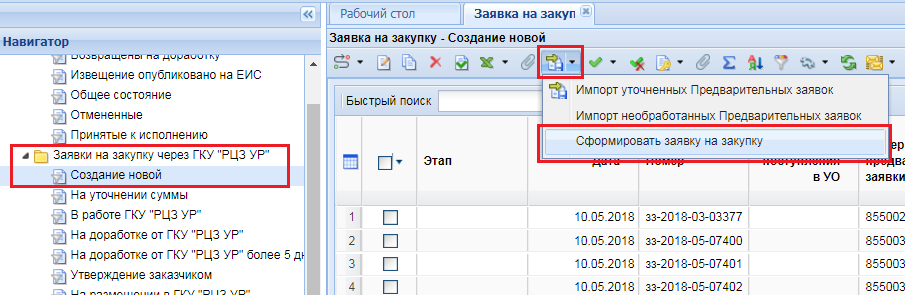 Рабочий стол
Заявка на закуп
Навигатор
Заявка на закупку - Создание новой
Возвращены на доработку
Извещение опубликовано на ЕИС
Общее состояние
Отмененные
Принятые к исполнению
Заявки на закупку через ГКУ "РЦЗ УР"
Создание новой
На уточнении суммы
В работе ГКУ "РЦЗ УР"
На доработке от ГКУ "РЦЗ УР"
На доработке от ГКУ "РЦЗ УР" более 5 дн
Утверждение заказчиком
На размещении в ГКУ "РЦЗ УР"
Импорт уточненных Предварительных заявок
Импорт необработанных Предварительных заявок
Сформировать заявку на закупку
Быстрый поиск
Этап
Дата
Номер
поступления
в УО
предва
заявки
1 10.05.2018 зз-2018-03-03377 855002
2 10.05.2018 зз-2018-05-07400 855003
3 10.05.2018 зз-2018-05-07401 855003
4 10.05.2018 зз-2018-05-07402 855003